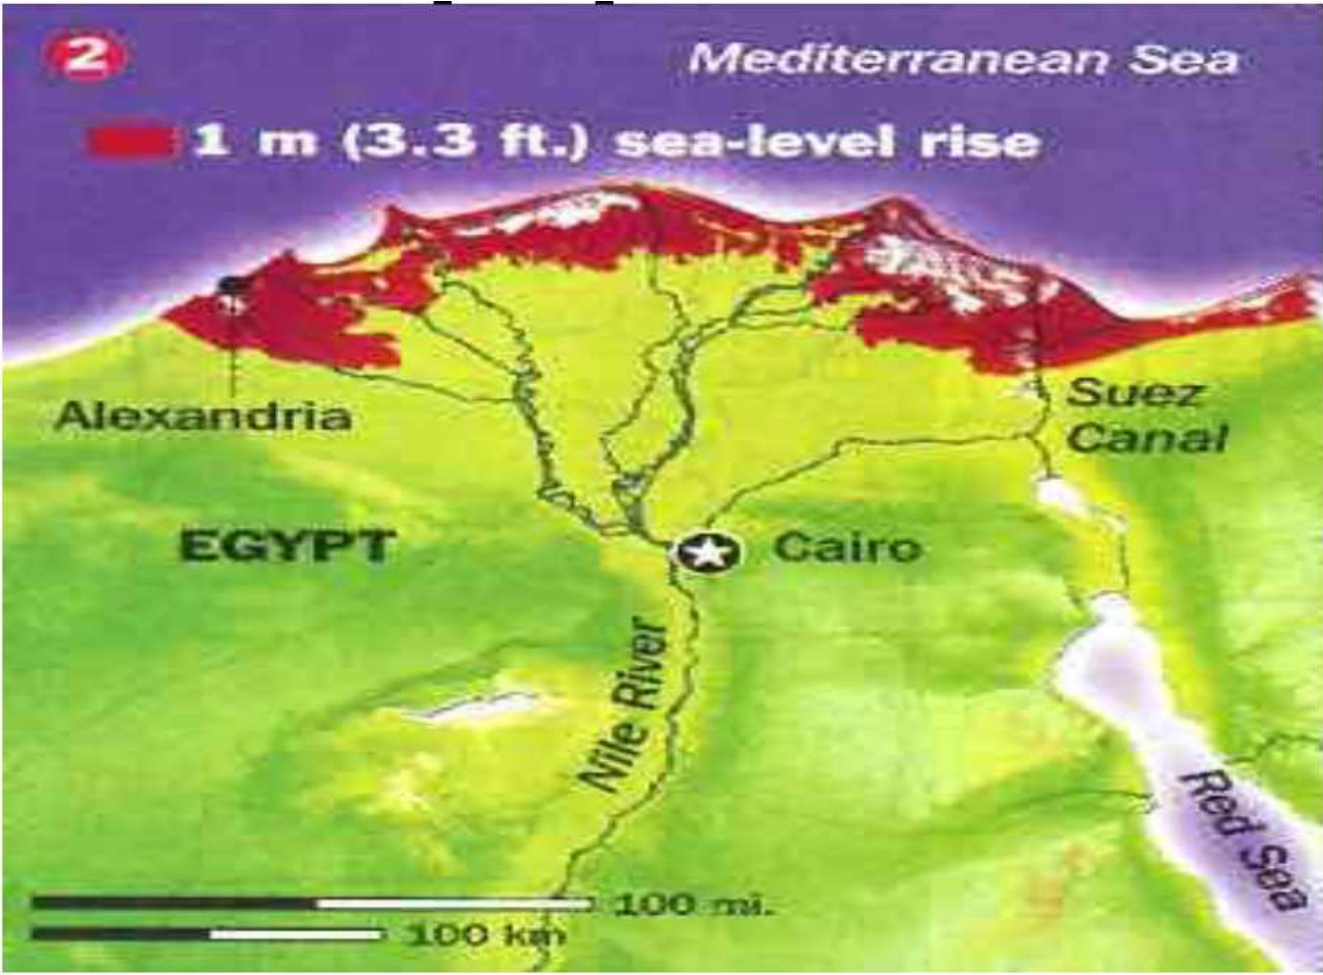 2
Mediterranean Sea
1 m (3.3 ft.) sea-level rise
Alexandria
Suez
Canal
EGYPT
Cairo
Nile River
Red Sea
100 mi.
100 km